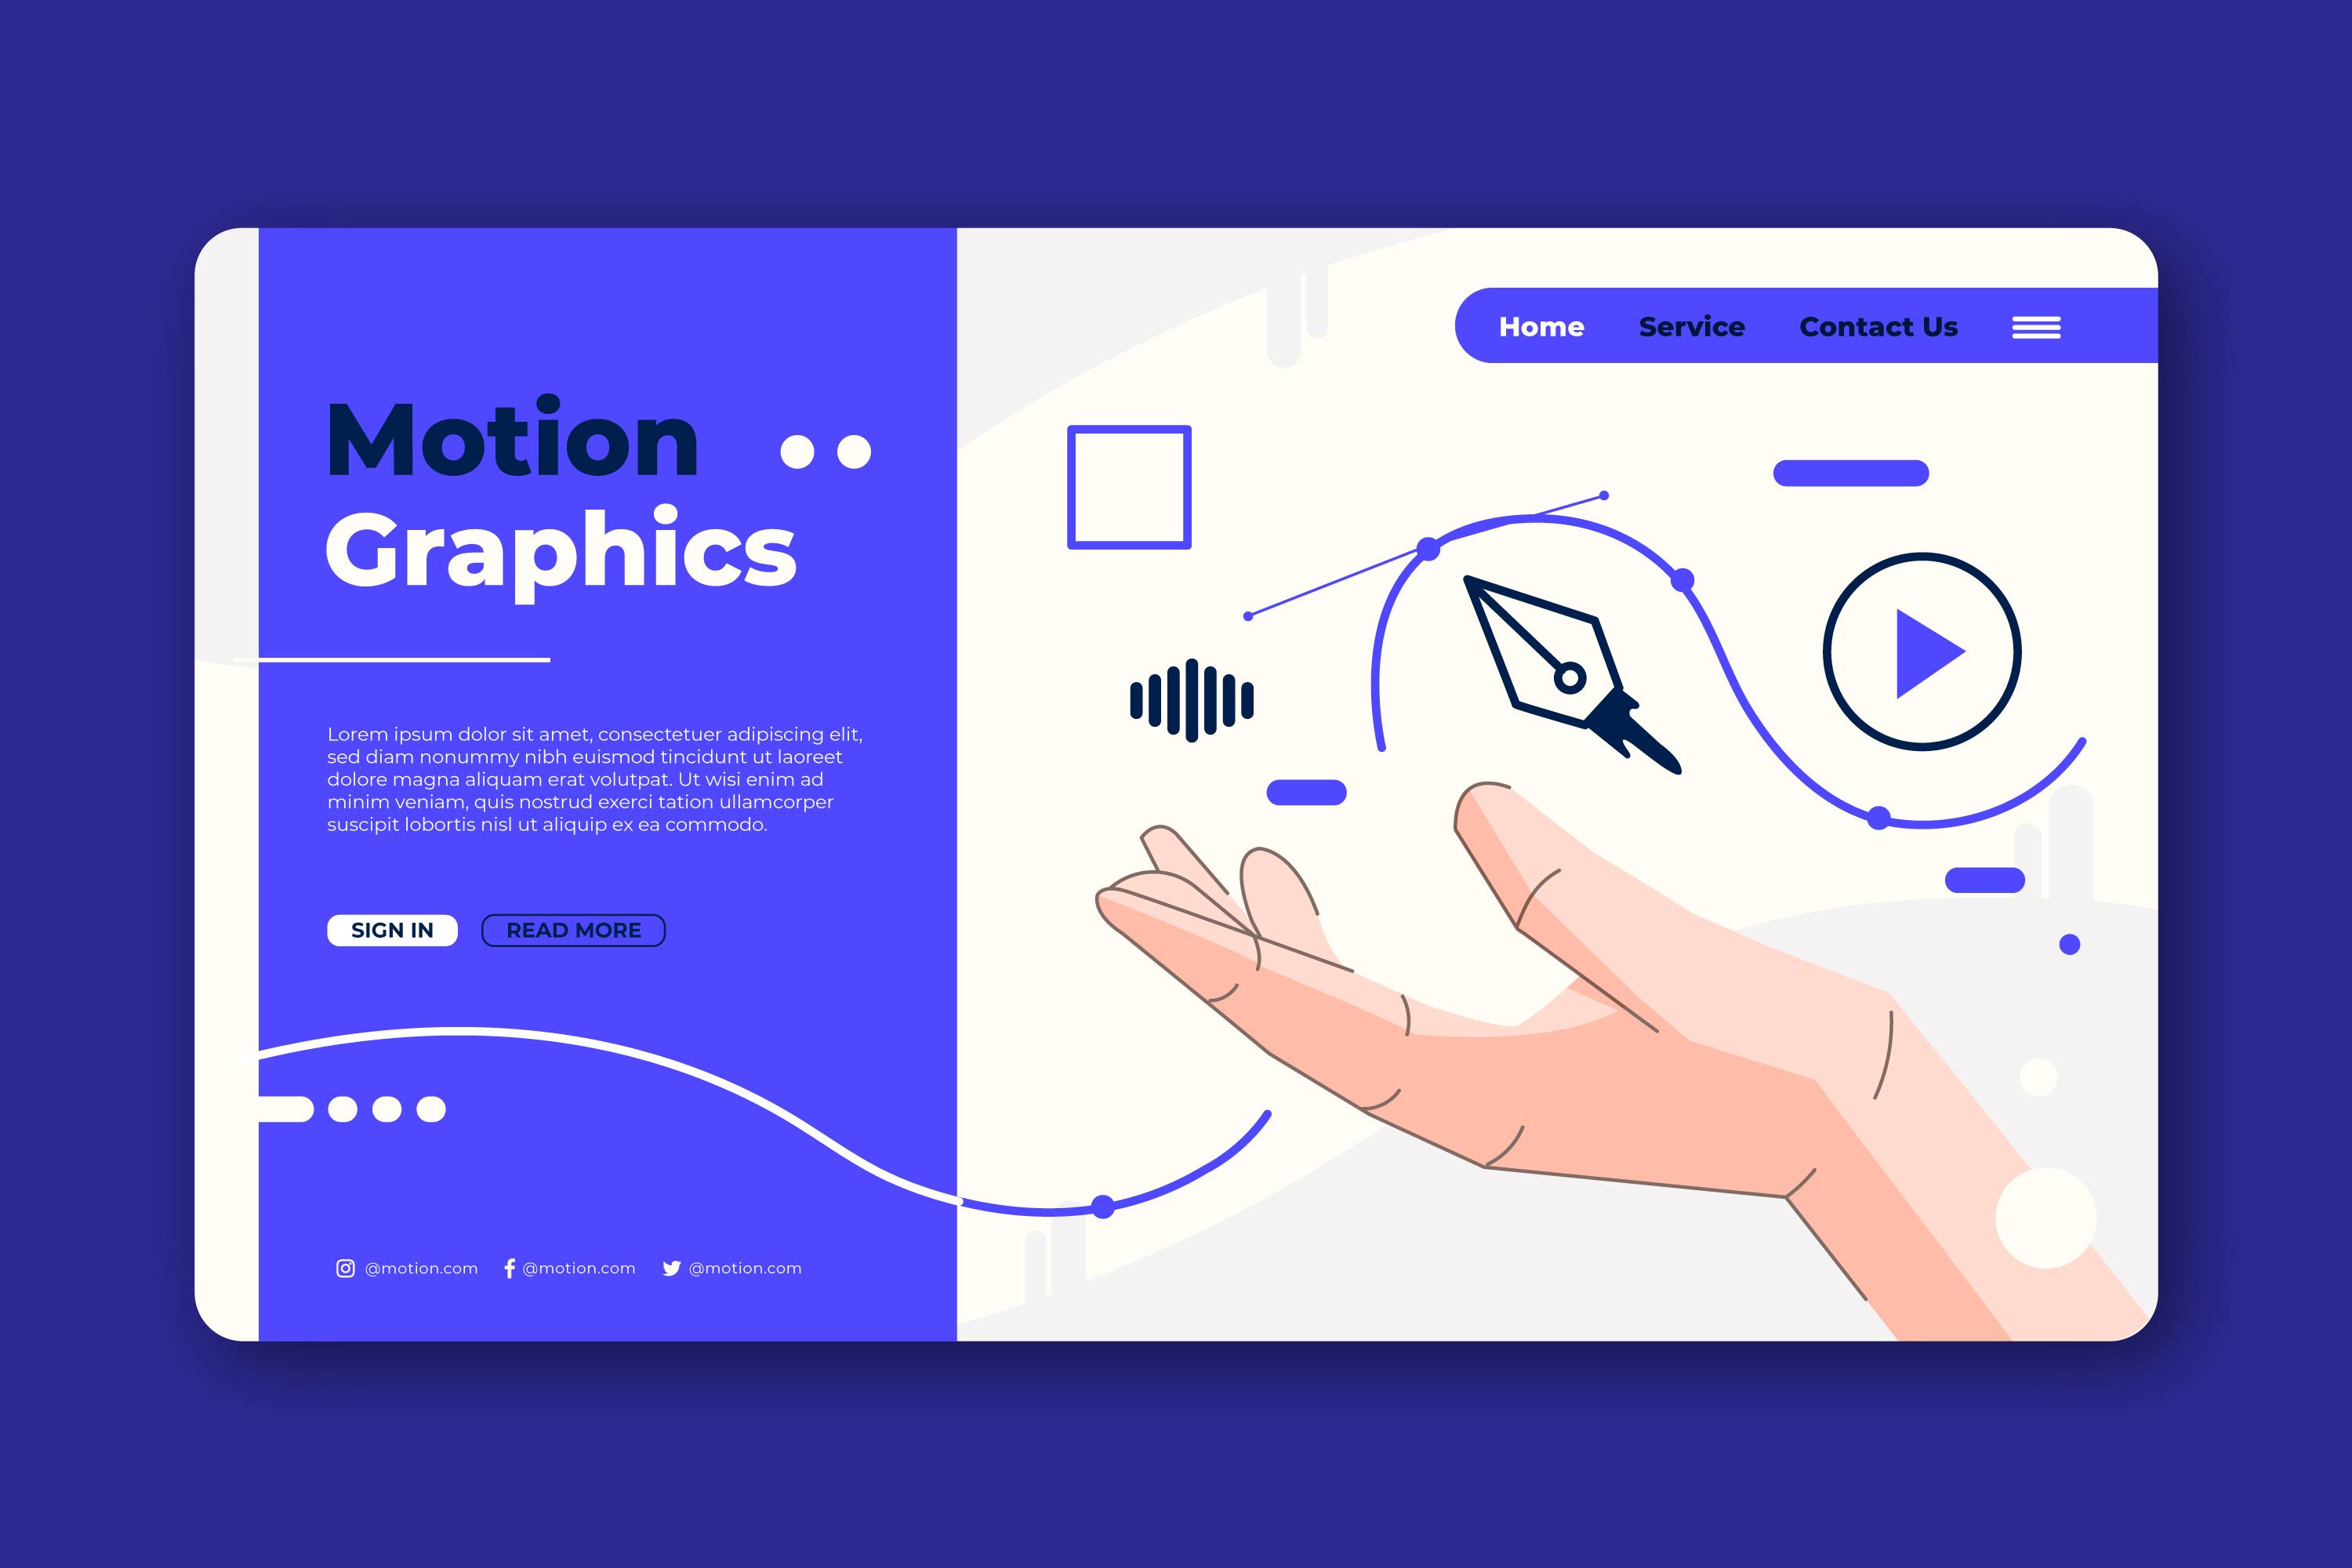 Home Service Contact Us
Motion
Graphics
Lorem ipsum dolor sit amet, consectetuer adipiscing elit,
sed diam nonummy nibh euismod tincidunt ut laoreet
dolore magna aliquam erat volutpat. Ut wisi enim ad
minim veniam, quis nostrud exerci tation ullamcorper
suscipit lobortis nisl ut aliquip ex ea commodo.
SIGN IN READ MORE
@motion.com @motion.com @motion.com